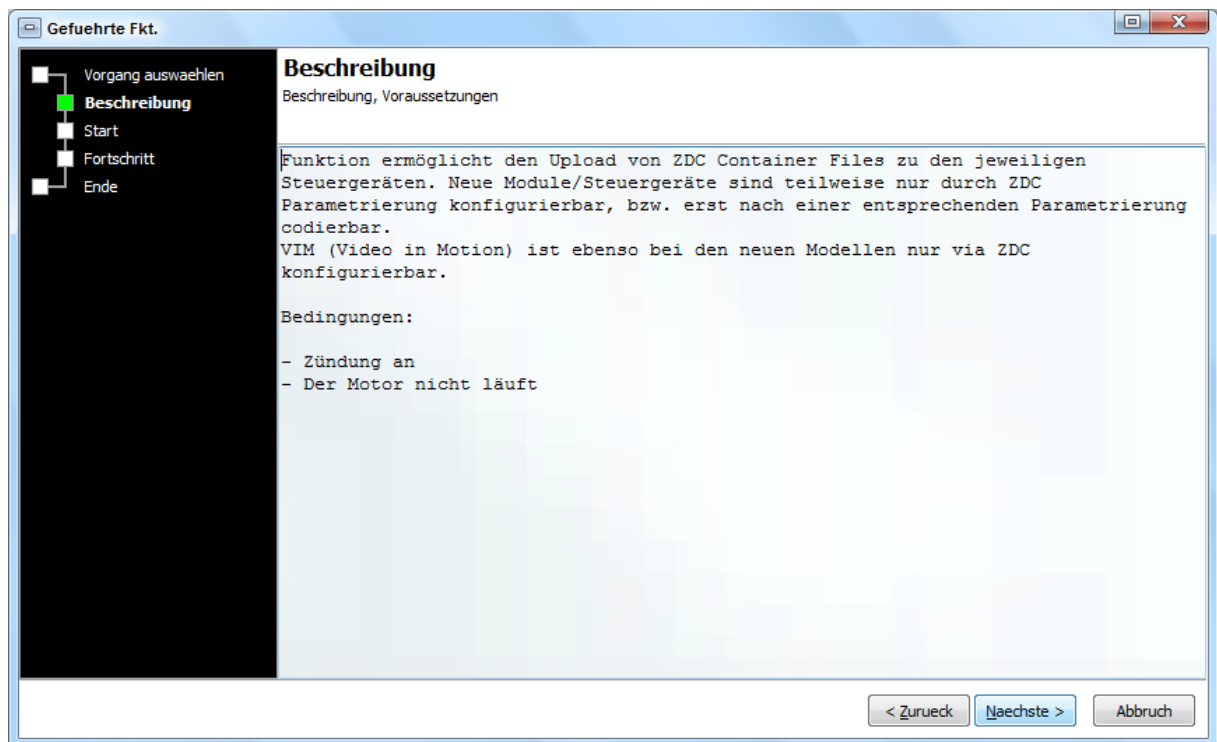 Gefuehrte Fkt.
Vorgang auswaehlen
Beschreibung
Start
Fortschritt
Ende
Beschreibung
Beschreibung, Voraussetzungen
Funktion ermöglicht den Upload von ZDC Container Files zu den jeweiligen
Steuergeräten. Neue Module/Steuergeräte sind teilweise nur durch ZDC
Parametrierung konfigurierbar, bzw. erst nach einer entsprechenden Parametrierung
codierbar.
VIM (Video in Motion) ist ebenso bei den neuen Modellen nur via ZDC
konfigurierbar.
Bedingungen:
- Zündung an
- Der Motor nicht läuft
< Zurueck
Naechste >
Abbruch